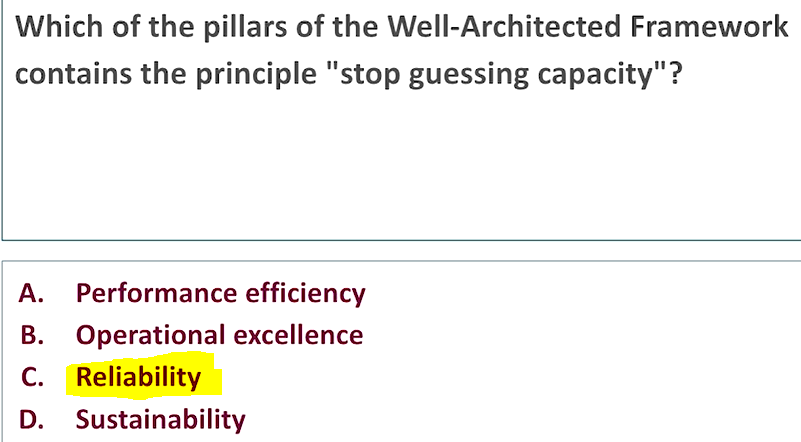 Which of the pillars of the Well-Architected Framework
contains the principle "stop guessing capacity"?
A. Performance efficiency
B. Operational excellence
C. Reliability
D. Sustainability